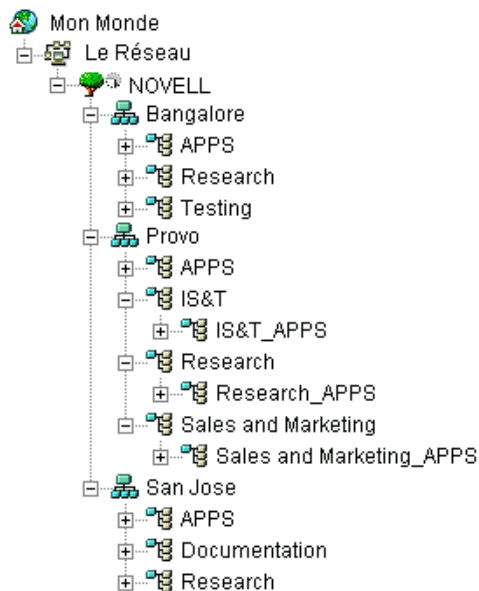 Mon Monde
Le Réseau
NOVELL
Bangalore
APPS
Research
Testing
Provo
APPS
IS&T
IS&T_APPS
Research
Research_APPS
Sales and Marketing
Sales and Marketing_APPS
San Jose
APPS
Documentation
Research